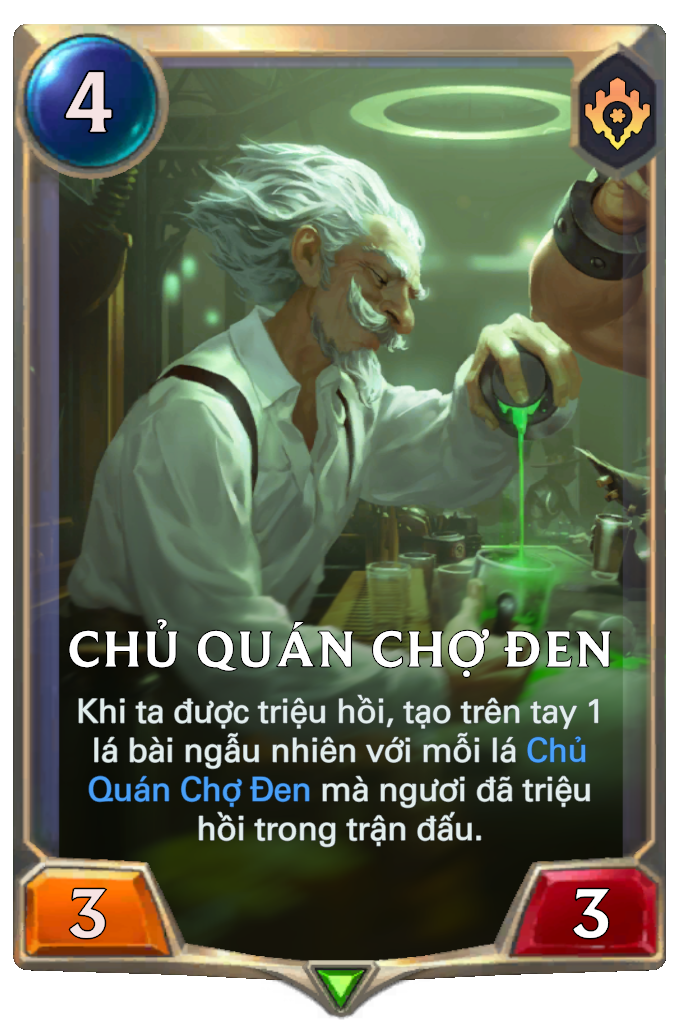 4
CHỦ QUÁN CHỢ ĐEN
Khi ta được triệu hồi, tạo trên tay 1
lá bài ngẫu nhiên với mỗi lá Chủ
Quán Chợ Đen mà ngươi đã triệu
hồi trong trận đấu.
3
3